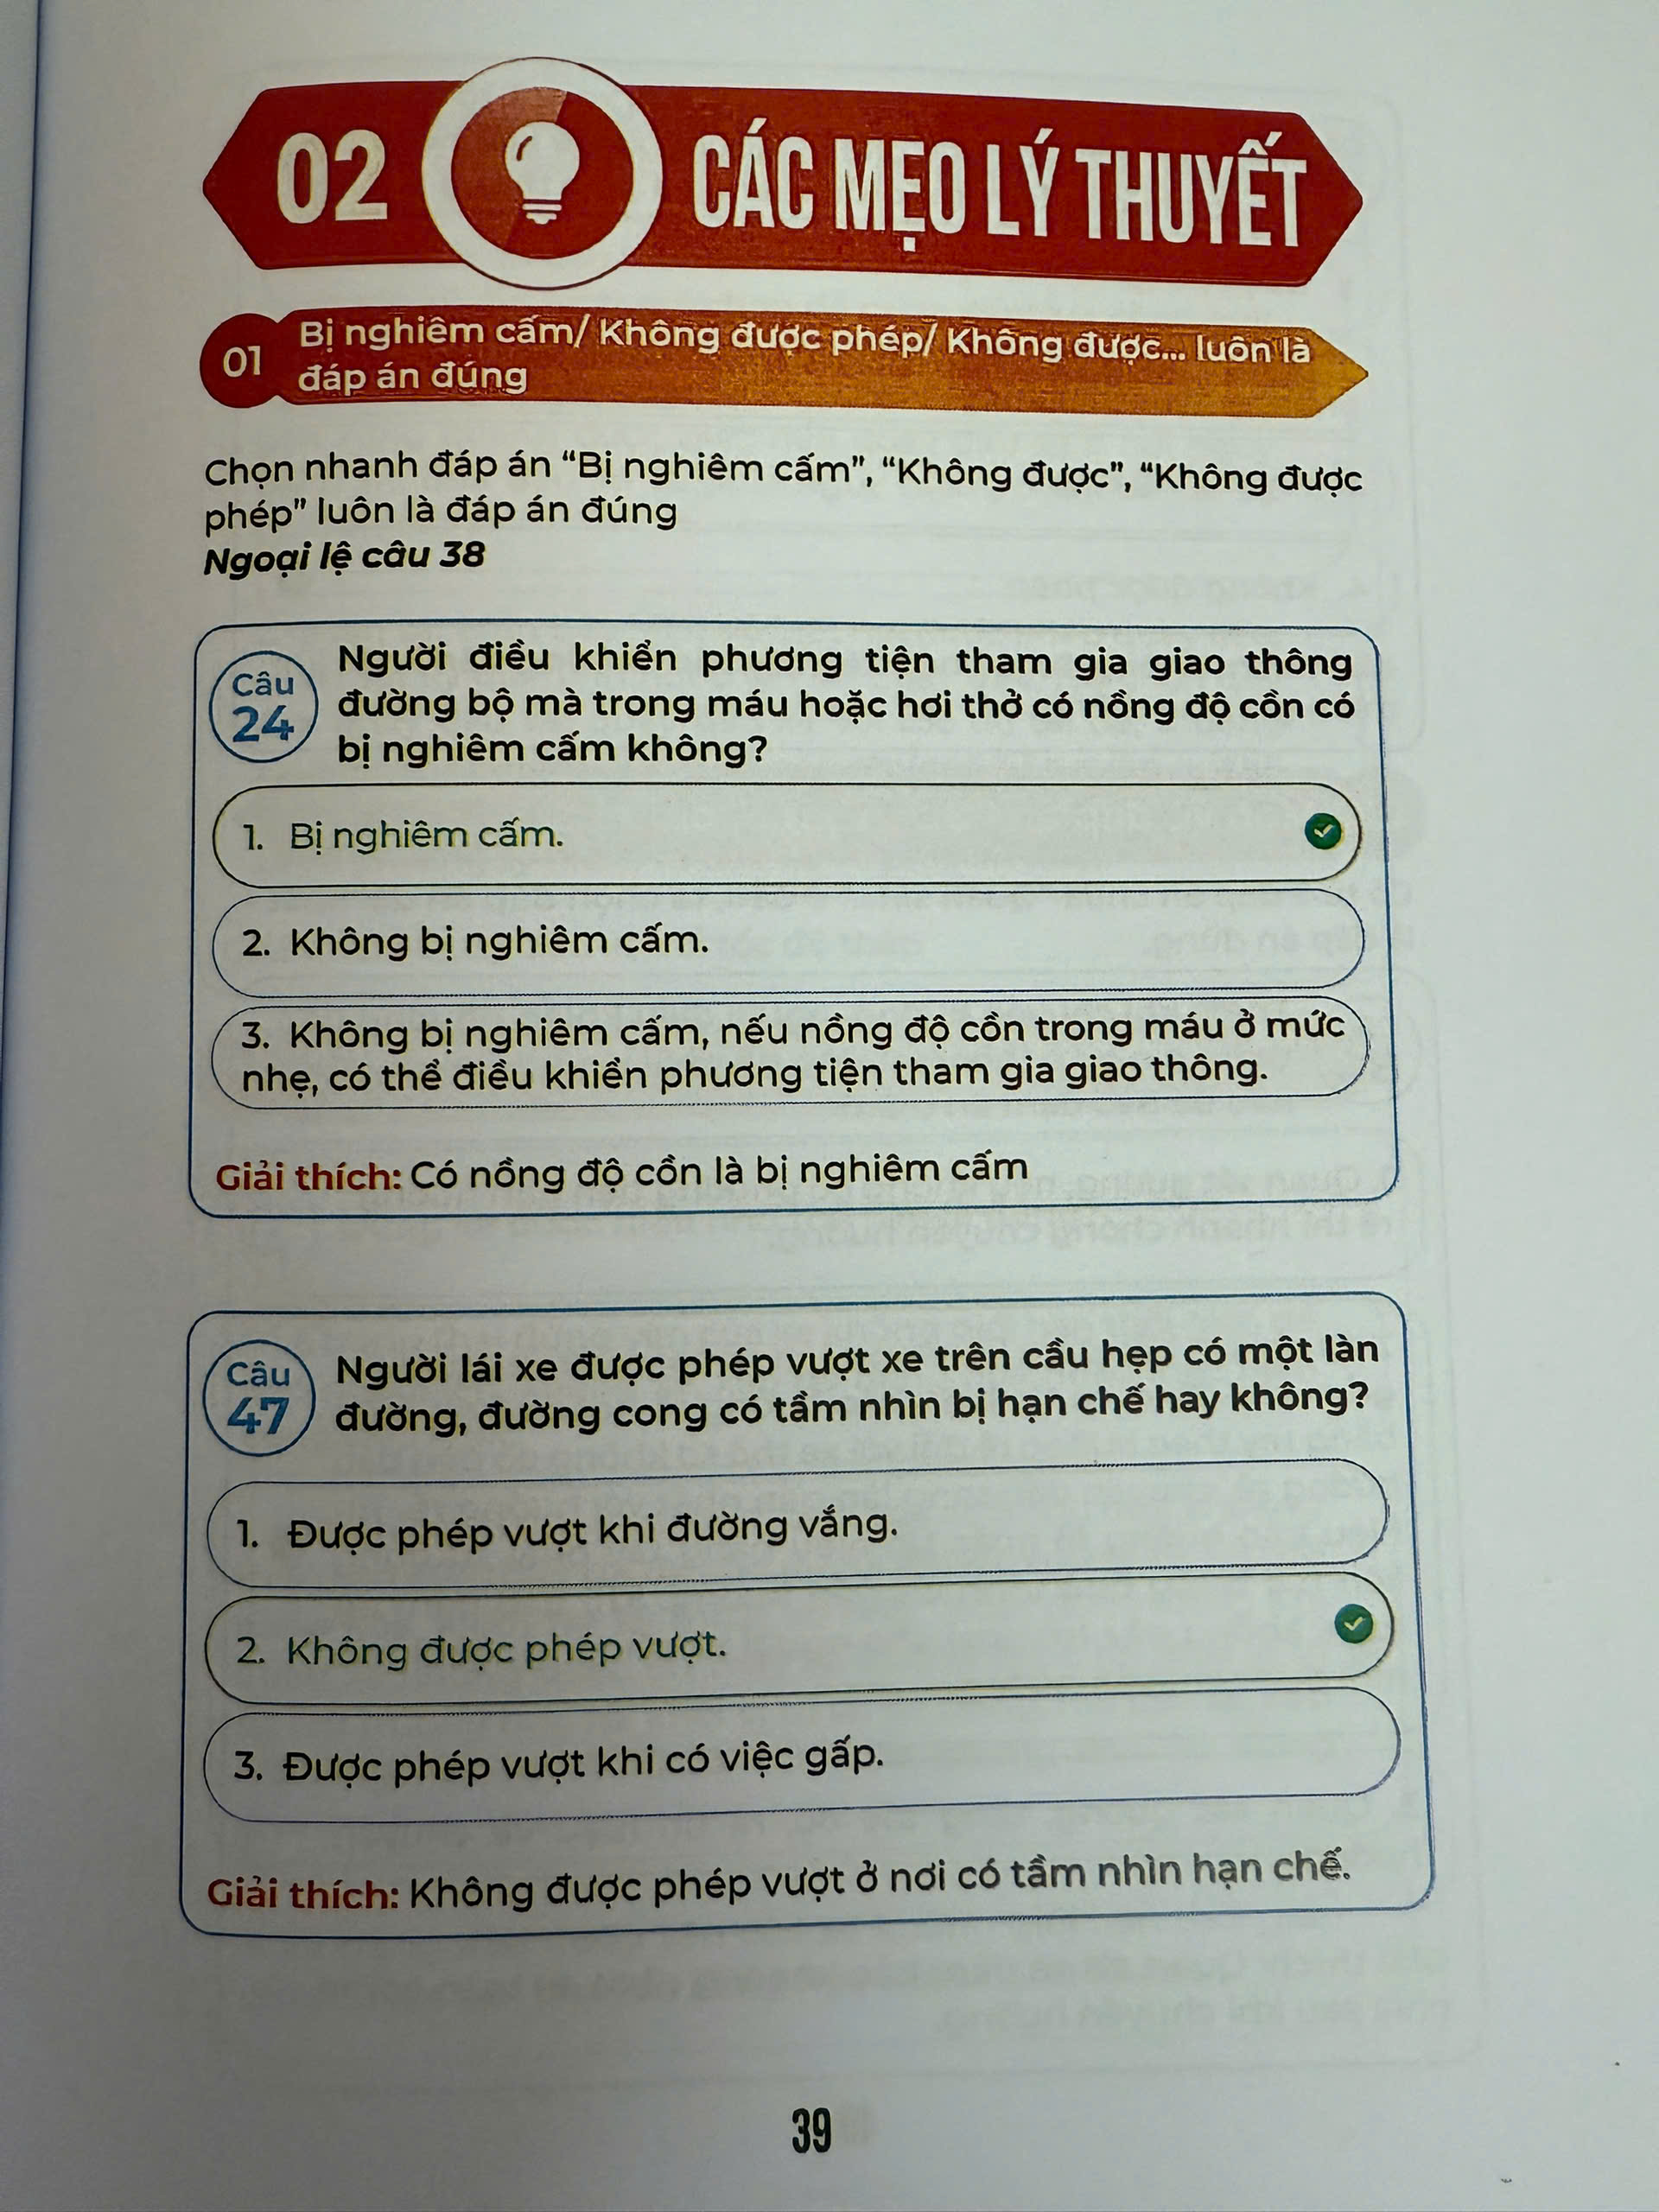 02 CÁC MẸO LÝ THUYẾT
01 Bị nghiêm cấm/ Không được phép/ Không được... luôn là
đáp án đúng
Chọn nhanh đáp án “Bị nghiêm cấm”, “Không được”, “Không được
phép” luôn là đáp án đúng
Ngoại lệ câu 38
Câu 24
Người điều khiển phương tiện tham gia giao thông
đường bộ mà trong máu hoặc hơi thở có nồng độ cồn có
bị nghiêm cấm không?
1. Bị nghiêm cấm.
2. Không bị nghiêm cấm.
3. Không bị nghiêm cấm, nếu nồng độ cồn trong máu ở mức
nhẹ, có thể điều khiển phương tiện tham gia giao thông.
Giải thích: Có nồng độ cồn là bị nghiêm cấm
Câu 47
Người lái xe được phép vượt xe trên cầu hẹp có một làn
đường, đường cong có tầm nhìn bị hạn chế hay không?
1. Được phép vượt khi đường vắng.
2. Không được phép vượt.
3. Được phép vượt khi có việc gấp.
Giải thích: Không được phép vượt ở nơi có tầm nhìn hạn chế.
39